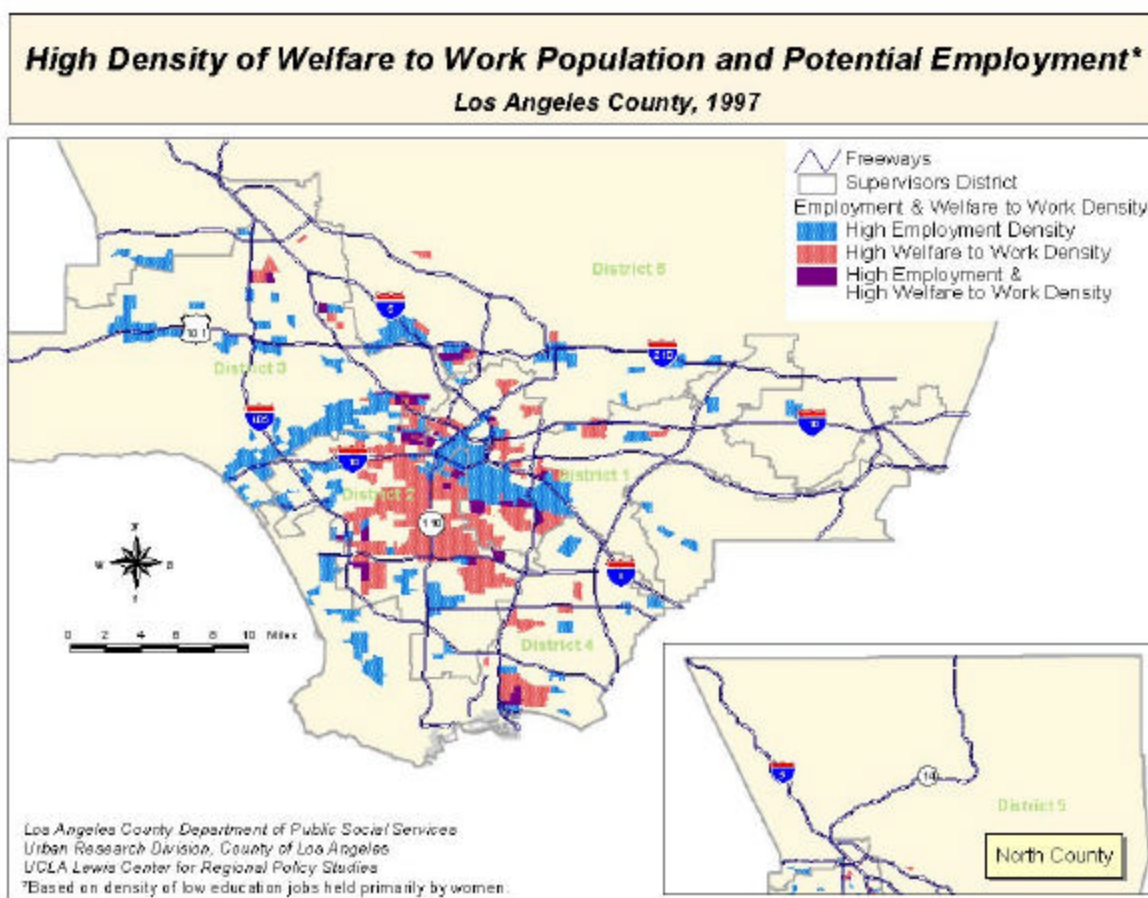 High Density of Welfare to Work Population and Potential Employment*
Los Angeles County, 1997
Freeways
Supervisors District
Employment & Welfare to Work Density
High Employment Density
High Welfare to Work Density
High Employment &
High Welfare to Work Density
District 5
5
101
210
District 3
405
10
10
District 1
District 2
110
5
N
W
S
0 2 4 6 8 10 Miles
District 4
5
14
District 5
North County
Los Angeles County Department of Public Social Services
Urban Research Division, County of Los Angeles
UCLA Lewis Center for Regional Policy Studies
*Based on density of low education jobs held primarily by women.